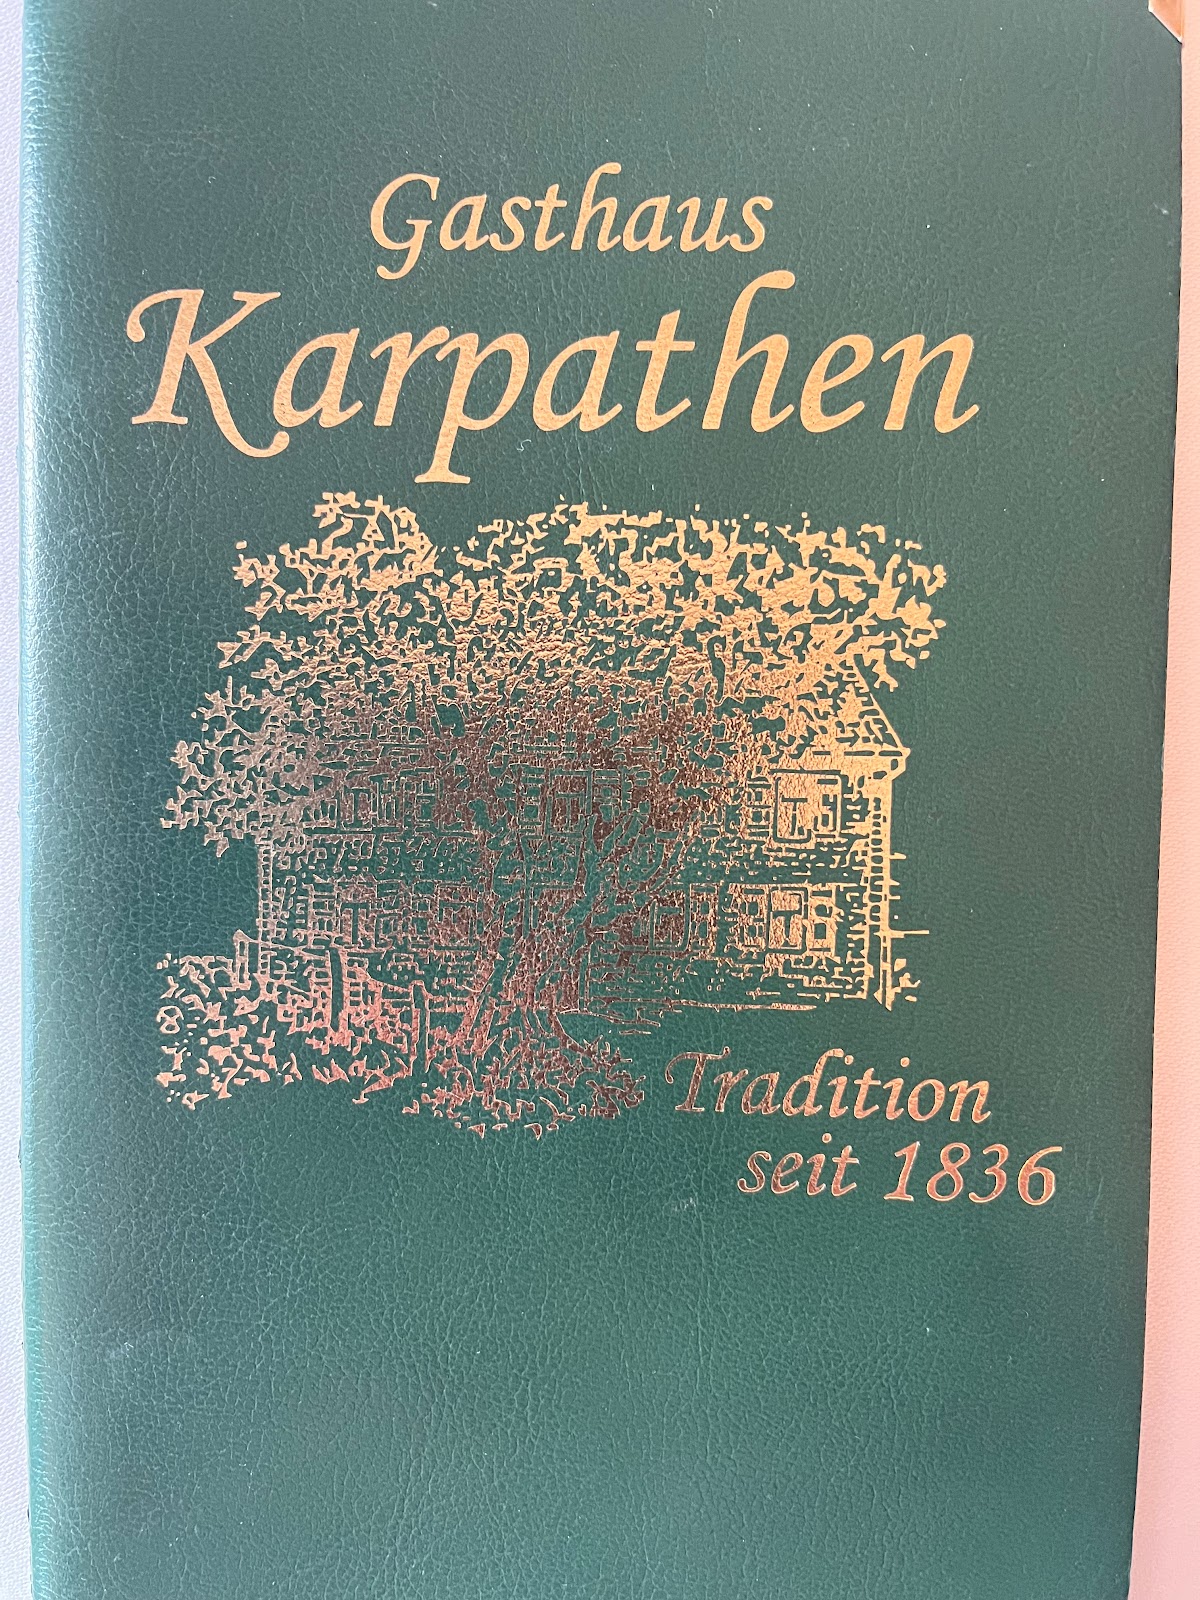 Gasthaus
Karpathen
Tradition
seit 1836